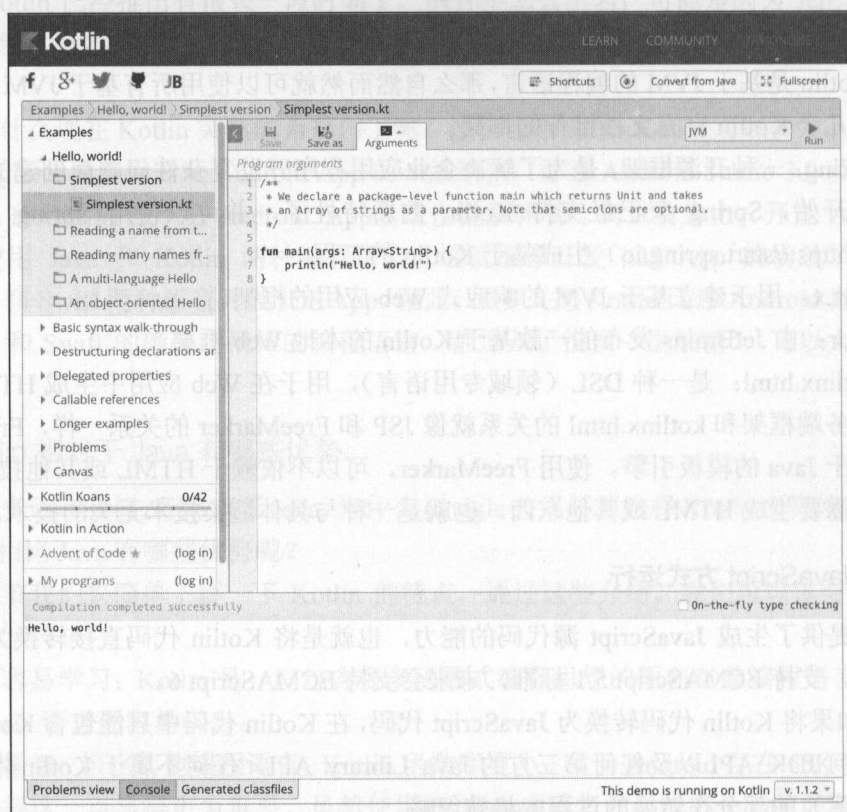 Kotlin
LEARN COMMUNITY
f g+ JB
Shortcuts Convert from Java Fullscreen
Examples Hello, world! Simplest version Simplest version.kt
Examples
Hello, world!
Simplest version
Simplest version.kt
Reading a name from t...
Reading many names fr..
A multi-language Hello
An object-oriented Hello
Basic syntax walk-through
Destructuring declarations ar
Delegated properties
Callable references
Longer examples
Problems
Canvas
Kotlin Koans 0/42
Kotlin in Action
Advent of Code (log in)
My programs (log in)
Save Save as Arguments JVM Run
Program arguments
1 /**
2 * We declare a package-level function main which returns Unit and takes
3 * an Array of strings as a parameter. Note that semicolons are optional
4 */
5
6 fun main(args: Array<String>) {
7 println("Hello, world!")
8 }
Compilation completed successfully On-the-fly type checking
Hello, world!
Problems view Console Generated classfiles This demo is running on Kotlin v. 1.1.2